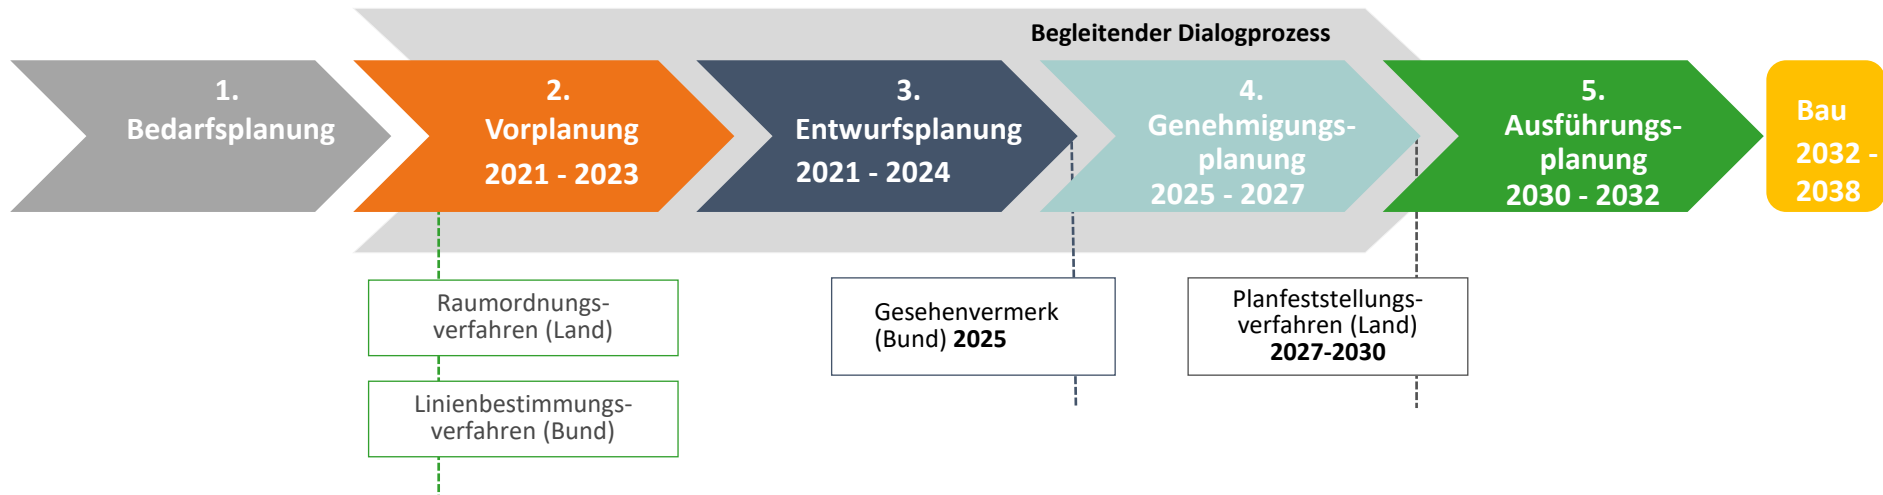 Begleitender Dialogprozess
1.
Bedarfsplanung
2.
Vorplanung
2021 - 2023
3.
Entwurfsplanung
2021 - 2024
4.
Genehmigungs-
planung
2025 - 2027
5.
Ausführungs-
planung
2030 - 2032
Bau
2032 -
2038
Raumordnungs-
verfahren (Land)
Linienbestimmungs-
verfahren (Bund)
Gesehenvermerk
(Bund) 2025
Planfeststellungs-
verfahren (Land)
2027-2030